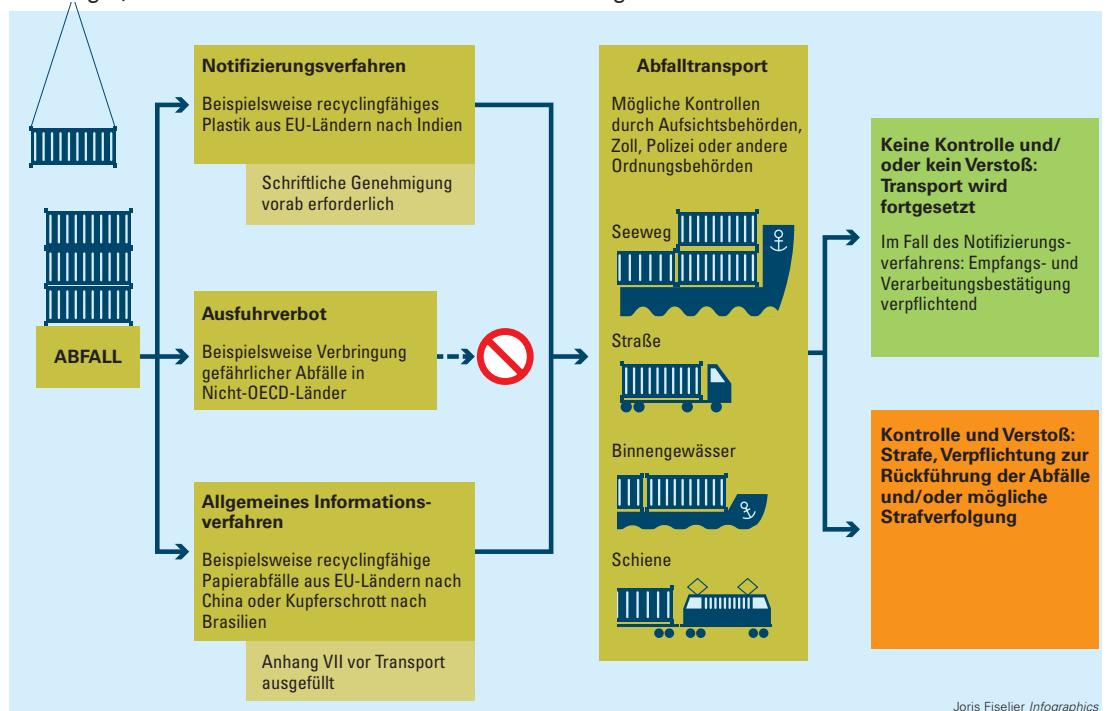 Notifizierungsverfahren
Beispielsweise recyclingfähiges
Plastik aus EU-Ländern nach Indien
Schriftliche Genehmigung
vorab erforderlich
ABFALL
Ausfuhrverbot
Beispielsweise Verbringung
gefährlicher Abfälle in
Nicht-OECD-Länder
Allgemeines Informations-
verfahren
Beispielsweise recyclingfähige
Papierabfälle aus EU-Ländern nach
China oder Kupferschrott nach
Brasilien
Anhang VII vor Transport
ausgefüllt
Abfalltransport
Mögliche Kontrollen
durch Aufsichtsbehörden,
Zoll, Polizei oder andere
Ordnungsbehörden
Seeweg
Straße
Binnengewässer
Schiene
Keine Kontrolle und/
oder kein Verstoß:
Transport wird
fortgesetzt
Im Fall des Notifizierungs-
verfahrens: Empfangs- und
Verarbeitungsbestätigung
verpflichtend
Kontrolle und Verstoß:
Strafe, Verpflichtung zur
Rückführung der Abfälle
und/oder mögliche
Strafverfolgung
Joris Fiselier Infographics